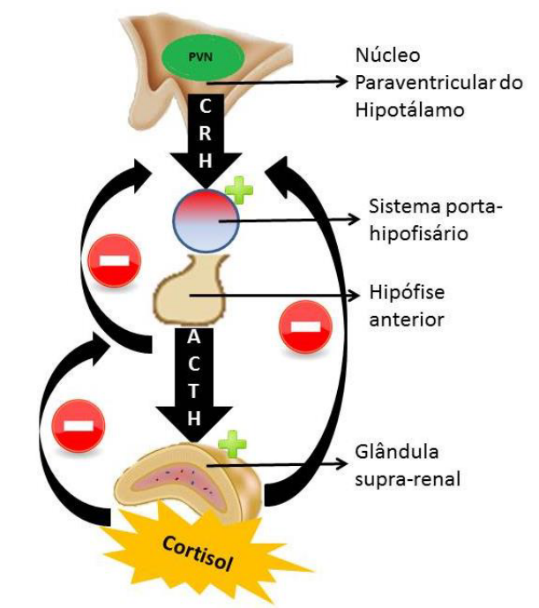 PVN
Núcleo
Paraventricular do
Hipotálamo
C
R
H
Sistema porta-
hipofisário
Hipófise
anterior
A
C
T
H
Glândula
supra-renal
Cortisol